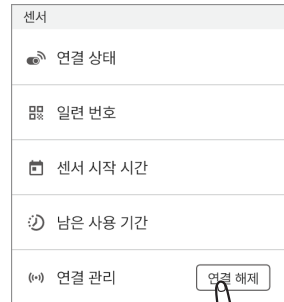 센서
연결 상태
일련 번호
센서 시작 시간
남은 사용 기간
연결 관리
연결 해제